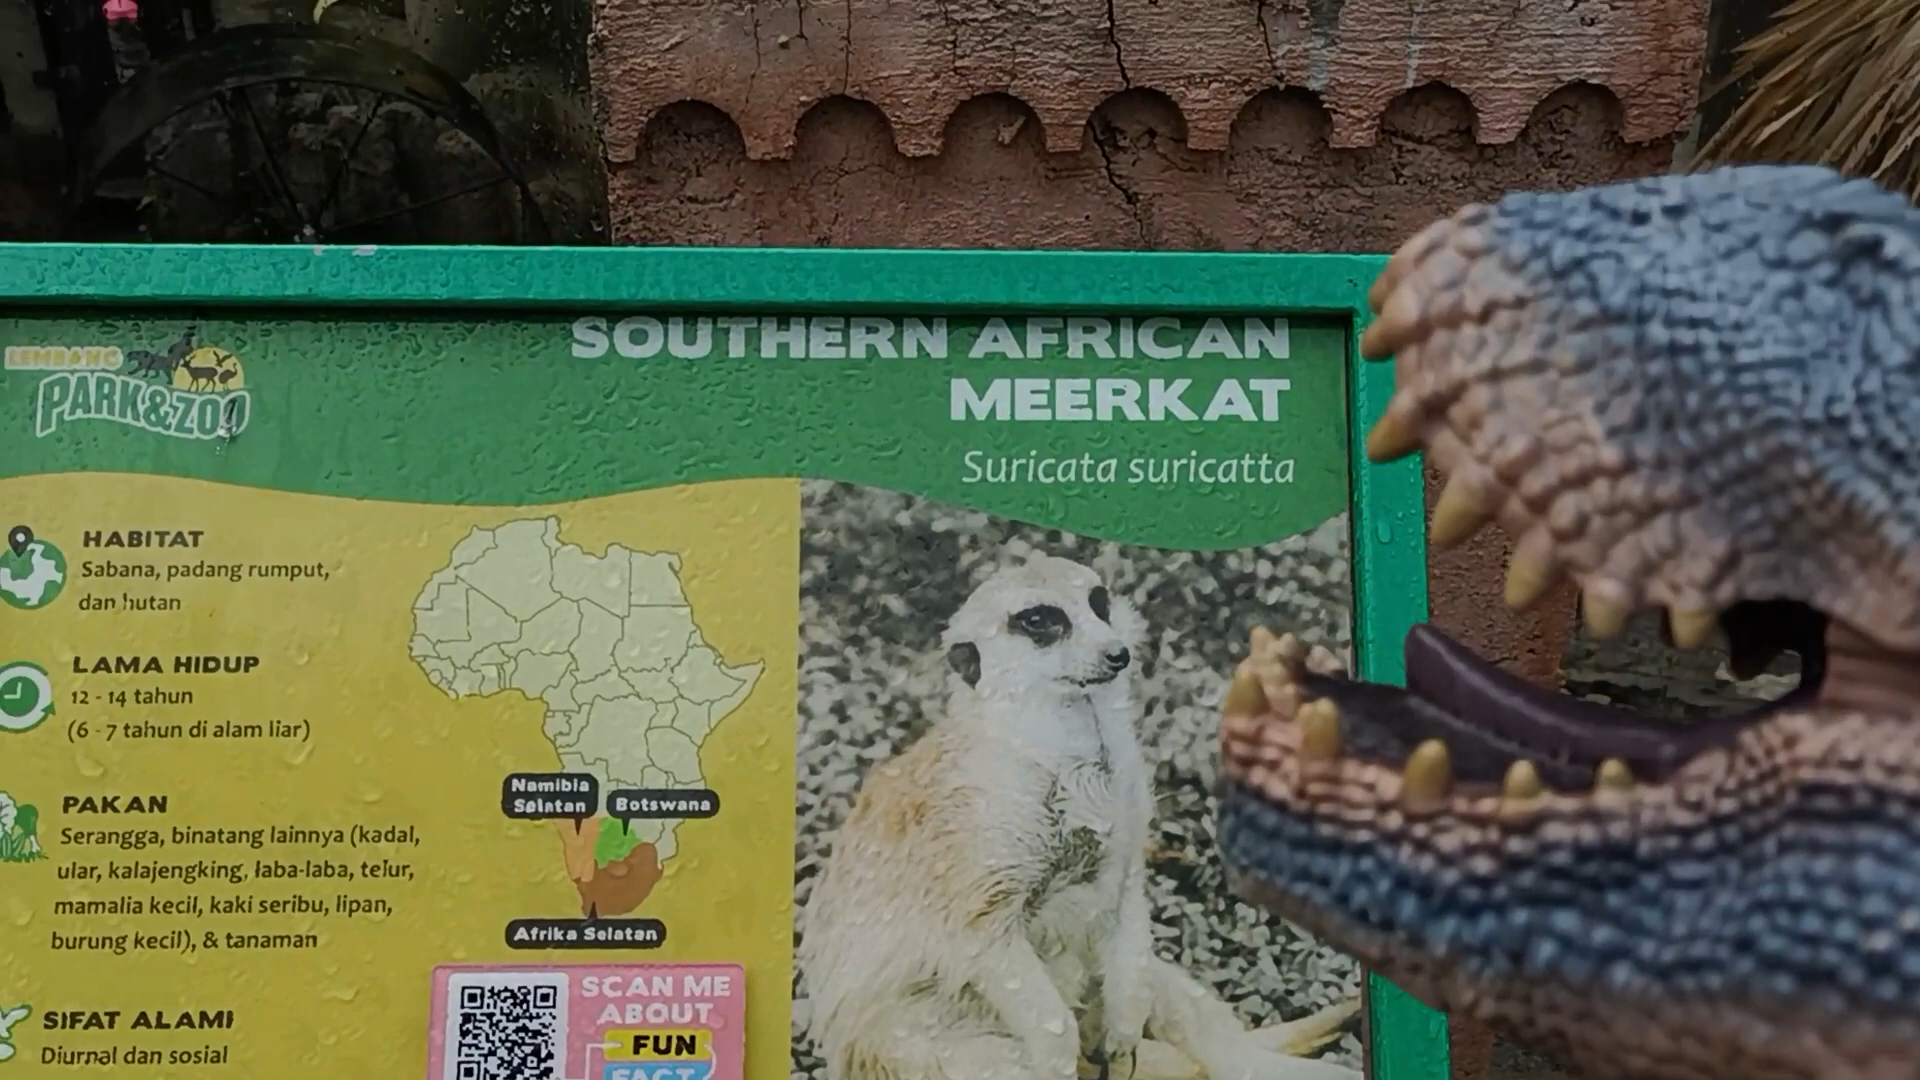 LEMBANG
PARK&ZOO
SOUTHERN AFRICAN
MEERKAT
Suricata suricatta
HABITAT
Sabana, padang rumput,
dan hutan
LAMA HIDUP
12 - 14 tahun
(6 - 7 tahun di alam liar)
PAKAN
Serangga, binatang lainnya (kadal,
ular, kalajengking, laba-laba, telur,
mamalia kecil, kaki seribu, lipan,
burung kecil), & tanaman
SIFAT ALAMI
Diurnal dan sosial
Namibia
Selatan
Botswana
Afrika Selatan
SCAN ME
ABOUT
FUN
FACT